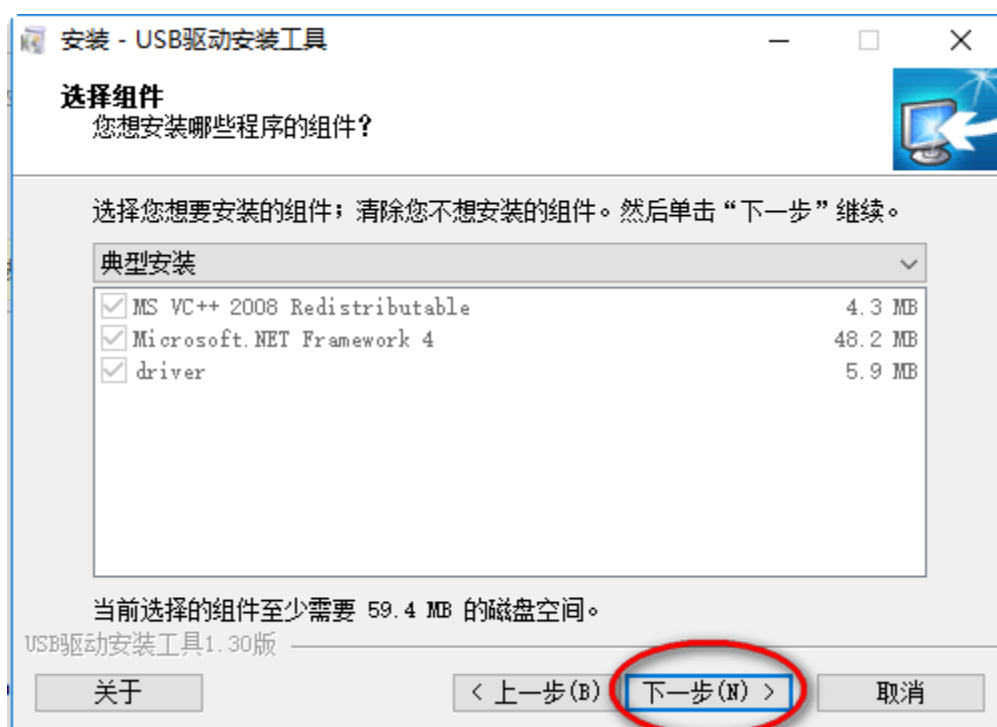 安装 - USB驱动安装工具
选择组件
您想安装哪些程序的组件?
选择您想要安装的组件；清除您不想安装的组件。然后单击“下一步”继续。
典型安装
MS VC++ 2008 Redistributable 4.3 MB
Microsoft.NET Framework 4 48.2 MB
driver 5.9 MB
当前选择的组件至少需要 59.4 MB 的磁盘空间。
USB驱动安装工具1.30版
关于 < 上一步(B) 下一步(N) > 取消